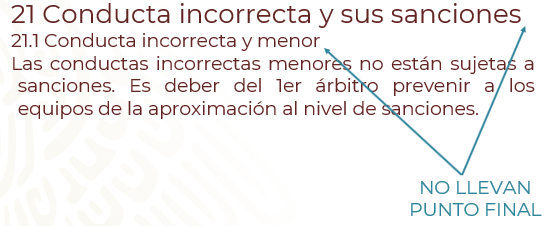 21 Conducta incorrecta y sus sanciones
21.1 Conducta incorrecta y menor
Las conductas incorrectas menores no están sujetas a
sanciones. Es deber del 1er árbitro prevenir a los
equipos de la aproximación al nivel de sanciones.
NO LLEVAN
PUNTO FINAL